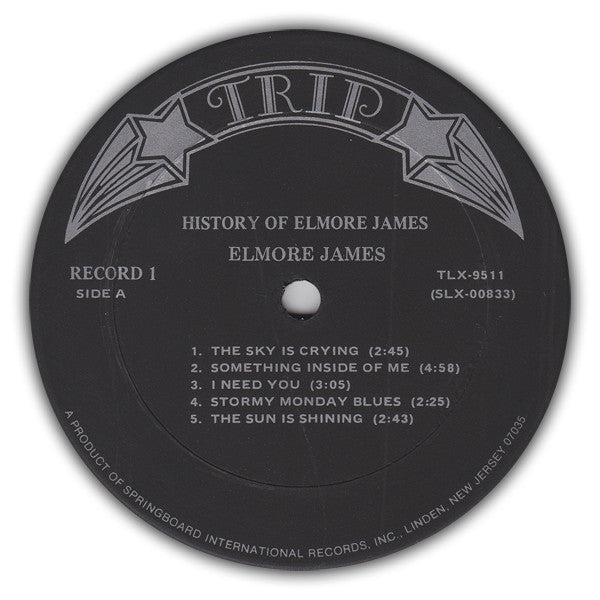 TRIP
HISTORY OF ELMORE JAMES
ELMORE JAMES
RECORD 1
SIDE A
TLX-9511
(SLX-00833)
1. THE SKY IS CRYING (2:45)
2. SOMETHING INSIDE OF ME (4:58)
3. I NEED YOU (3:05)
4. STORMY MONDAY BLUES (2:25)
5. THE SUN IS SHINING (2:43)
A PRODUCT OF SPRINGBOARD INTERNATIONAL RECORDS, INC., LINDEN, NEW JERSEY 07035